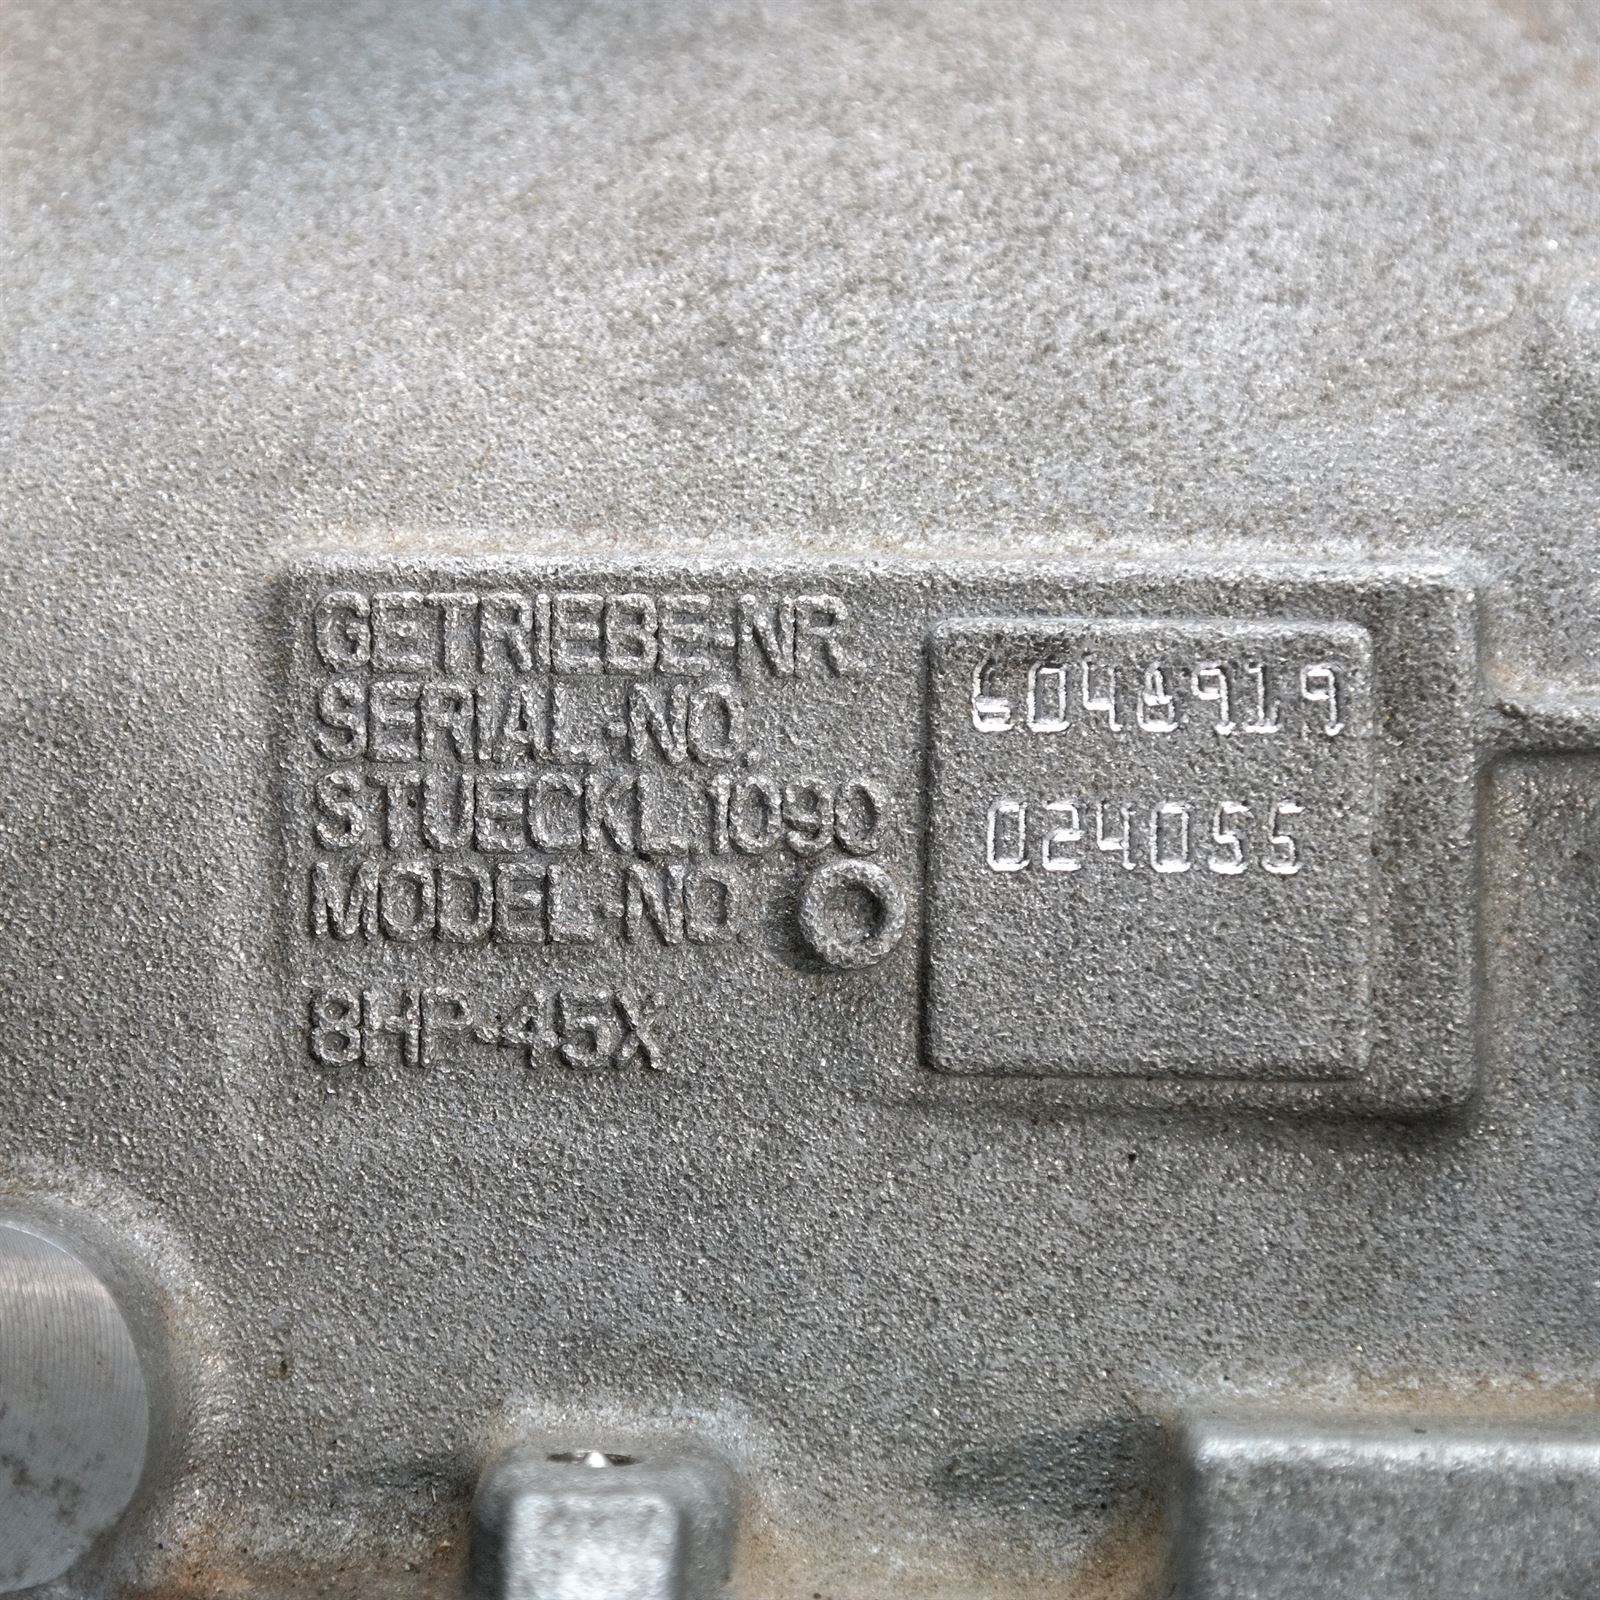 GETRIEBE-NR.
SERIAL-NO.
STUECKL.1090
MODEL-NO.
8HP-45X
6048919
024055